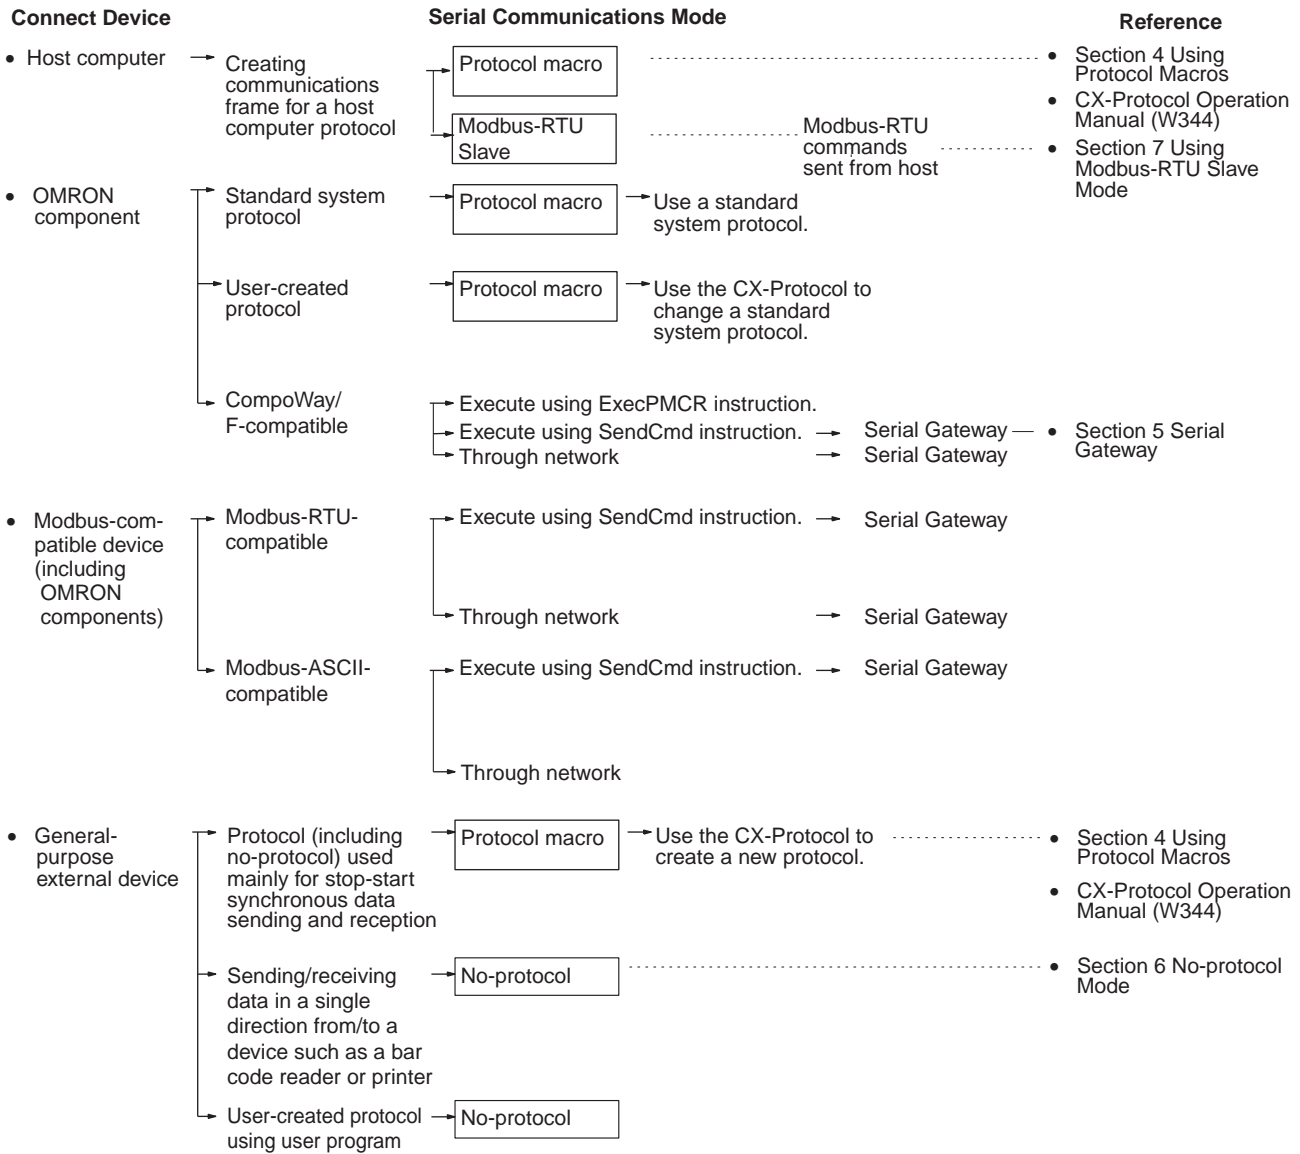 Connect Device
Serial Communications Mode
Reference
• Host computer
Creating
communications
frame for a host
computer protocol
Protocol macro
Modbus-RTU
Slave
Modbus-RTU
commands
sent from host
• Section 4 Using
Protocol Macros
• CX-Protocol Operation
Manual (W344)
• Section 7 Using
Modbus-RTU Slave
Mode
• OMRON
component
Standard system
protocol
Protocol macro
Use a standard
system protocol.
User-created
protocol
Protocol macro
Use the CX-Protocol to
change a standard
system protocol.
CompoWay/
F-compatible
Execute using ExecPMCR instruction.
Execute using SendCmd instruction.
Serial Gateway
• Section 5 Serial
Gateway
Through network
Serial Gateway
• Modbus-com-
patible device
(including
OMRON
components)
Modbus-RTU-
compatible
Execute using SendCmd instruction.
Serial Gateway
Through network
Serial Gateway
Modbus-ASCII-
compatible
Execute using SendCmd instruction.
Serial Gateway
Through network
• General-
purpose
external device
Protocol (including
no-protocol) used
mainly for stop-start
synchronous data
sending and reception
Protocol macro
Use the CX-Protocol to
create a new protocol.
• Section 4 Using
Protocol Macros
• CX-Protocol Operation
Manual (W344)
Sending/receiving
data in a single
direction from/to a
device such as a bar
code reader or printer
No-protocol
• Section 6 No-protocol
Mode
User-created protocol
using user program
No-protocol